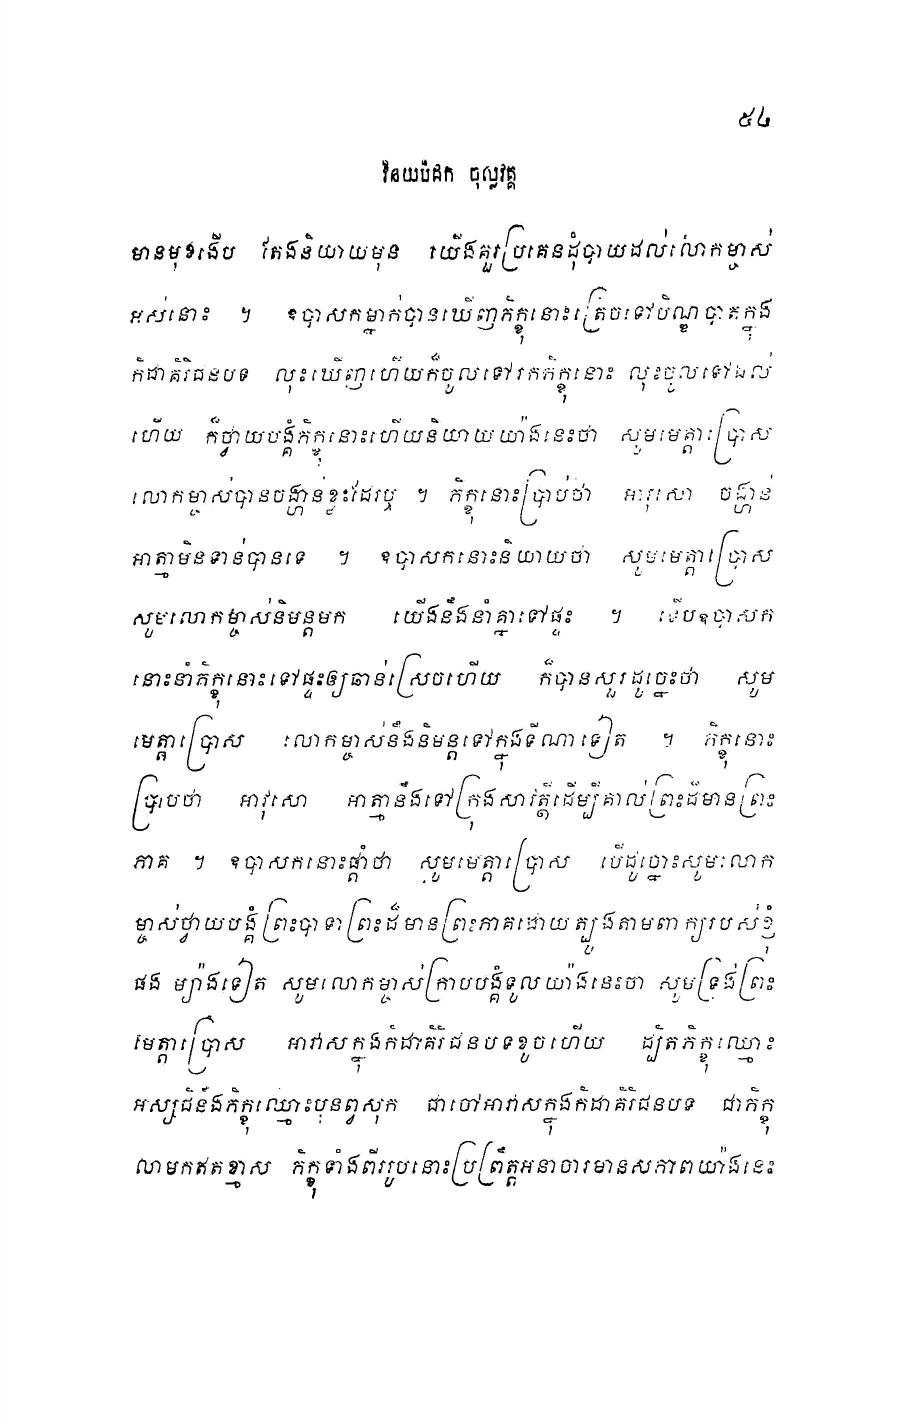 ៥៤
វិនយបិដក ចុល្លវគ្គ
មានមុខងើប តែងនិយាយមុន យើងគួរប្រគេនដុំបាយដល់លោកម្ចាស់
អស់នោះ ។ ឧបាសកម្នាក់បានឃើញភិក្ខុនោះត្រេចទៅបិណ្ឌបាតក្នុង
កិដាគិរីជនបទ លុះឃើញហើយក៏ចូលទៅរកភិក្ខុនោះ លុះចូលទៅដល់
ហើយ ក៏ថ្វាយបង្គំភិក្ខុនោះហើយនិយាយយ៉ាងនេះថា សូមមេត្តាប្រោស
លោកម្ចាស់បានចង្ហាន់ខ្លះដែរឬ ។ ភិក្ខុនោះប្រាប់ថា អាវុសោ ចង្ហាន់
អាត្មាមិនទាន់បានទេ ។ ឧបាសកនោះនិយាយថា សូមមេត្តាប្រោស
សូមលោកម្ចាស់និមន្តមក យើងនឹងនាំគ្នាទៅផ្ទះ ។ ទើបឧបាសក
នោះនាំភិក្ខុនោះទៅផ្ទះឲ្យឆាន់ស្រេចហើយ ក៏បានសួរដូច្នេះថា សូម
មេត្តាប្រោស លោកម្ចាស់នឹងនិមន្តទៅក្នុងទីណាទៀត ។ ភិក្ខុនោះ
ប្រាបថា អាវុសោ អាត្មានឹងទៅក្រុងសាវត្ថីដើម្បីគាល់ព្រះដ៏មានព្រះ
ភាគ ។ ឧបាសកនោះផ្តាំថា សូមមេត្តាប្រោស បើដូច្នោះសូមលោក
ម្ចាស់ថ្វាយបង្គំព្រះបាទាព្រះដ៏មានព្រះភាគដោយត្បូងតាមពាក្យរបស់ខ្ញុំ
ផង ម្យ៉ាងទៀត សូមលោកម្ចាស់ក្រាបបង្គំទូលយ៉ាងនេះថា សូមទ្រង់ព្រះ
មេត្តាប្រោស អាវាសក្នុងកិដាគិរីជនបទខូចហើយ ដ្បិតភិក្ខុឈ្មោះ
អស្សជិនឹងភិក្ខុឈ្មោះបុនព្វសុក ជាចៅអាវាសក្នុងកិដាគិរីជនបទ ជាភិក្ខុ
លាមកឥតខ្មាស ភិក្ខុទាំងពីររូបនោះប្រព្រឹត្តអនាចារមានសភាពយ៉ាងនេះ